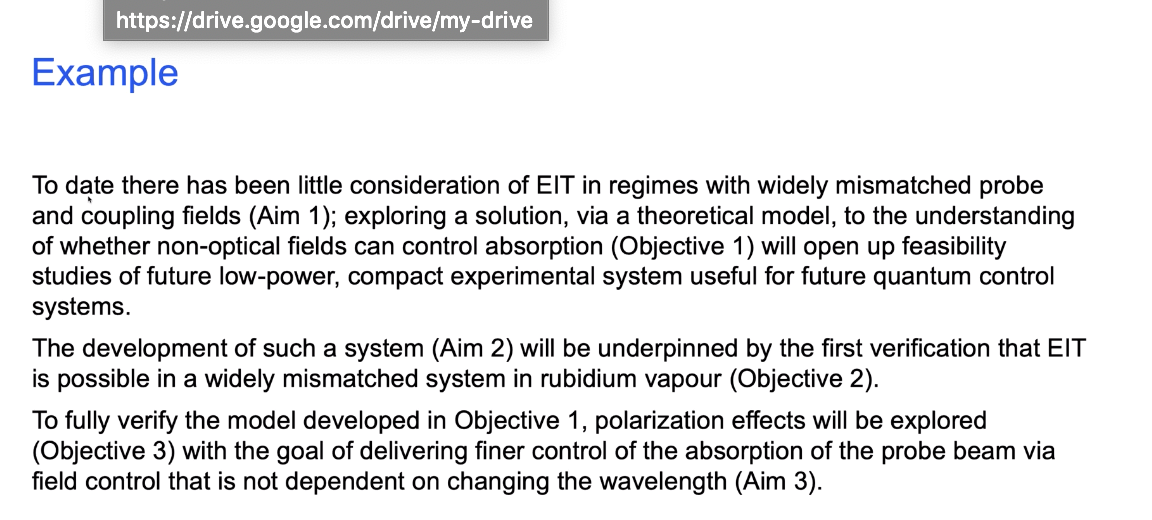 https://drive.google.com/drive/my-drive
Example
To date there has been little consideration of EIT in regimes with widely mismatched probe
and coupling fields (Aim 1); exploring a solution, via a theoretical model, to the understanding
of whether non-optical fields can control absorption (Objective 1) will open up feasibility
studies of future low-power, compact experimental system useful for future quantum control
systems.
The development of such a system (Aim 2) will be underpinned by the first verification that EIT
is possible in a widely mismatched system in rubidium vapour (Objective 2).
To fully verify the model developed in Objective 1, polarization effects will be explored
(Objective 3) with the goal of delivering finer control of the absorption of the probe beam via
field control that is not dependent on changing the wavelength (Aim 3).